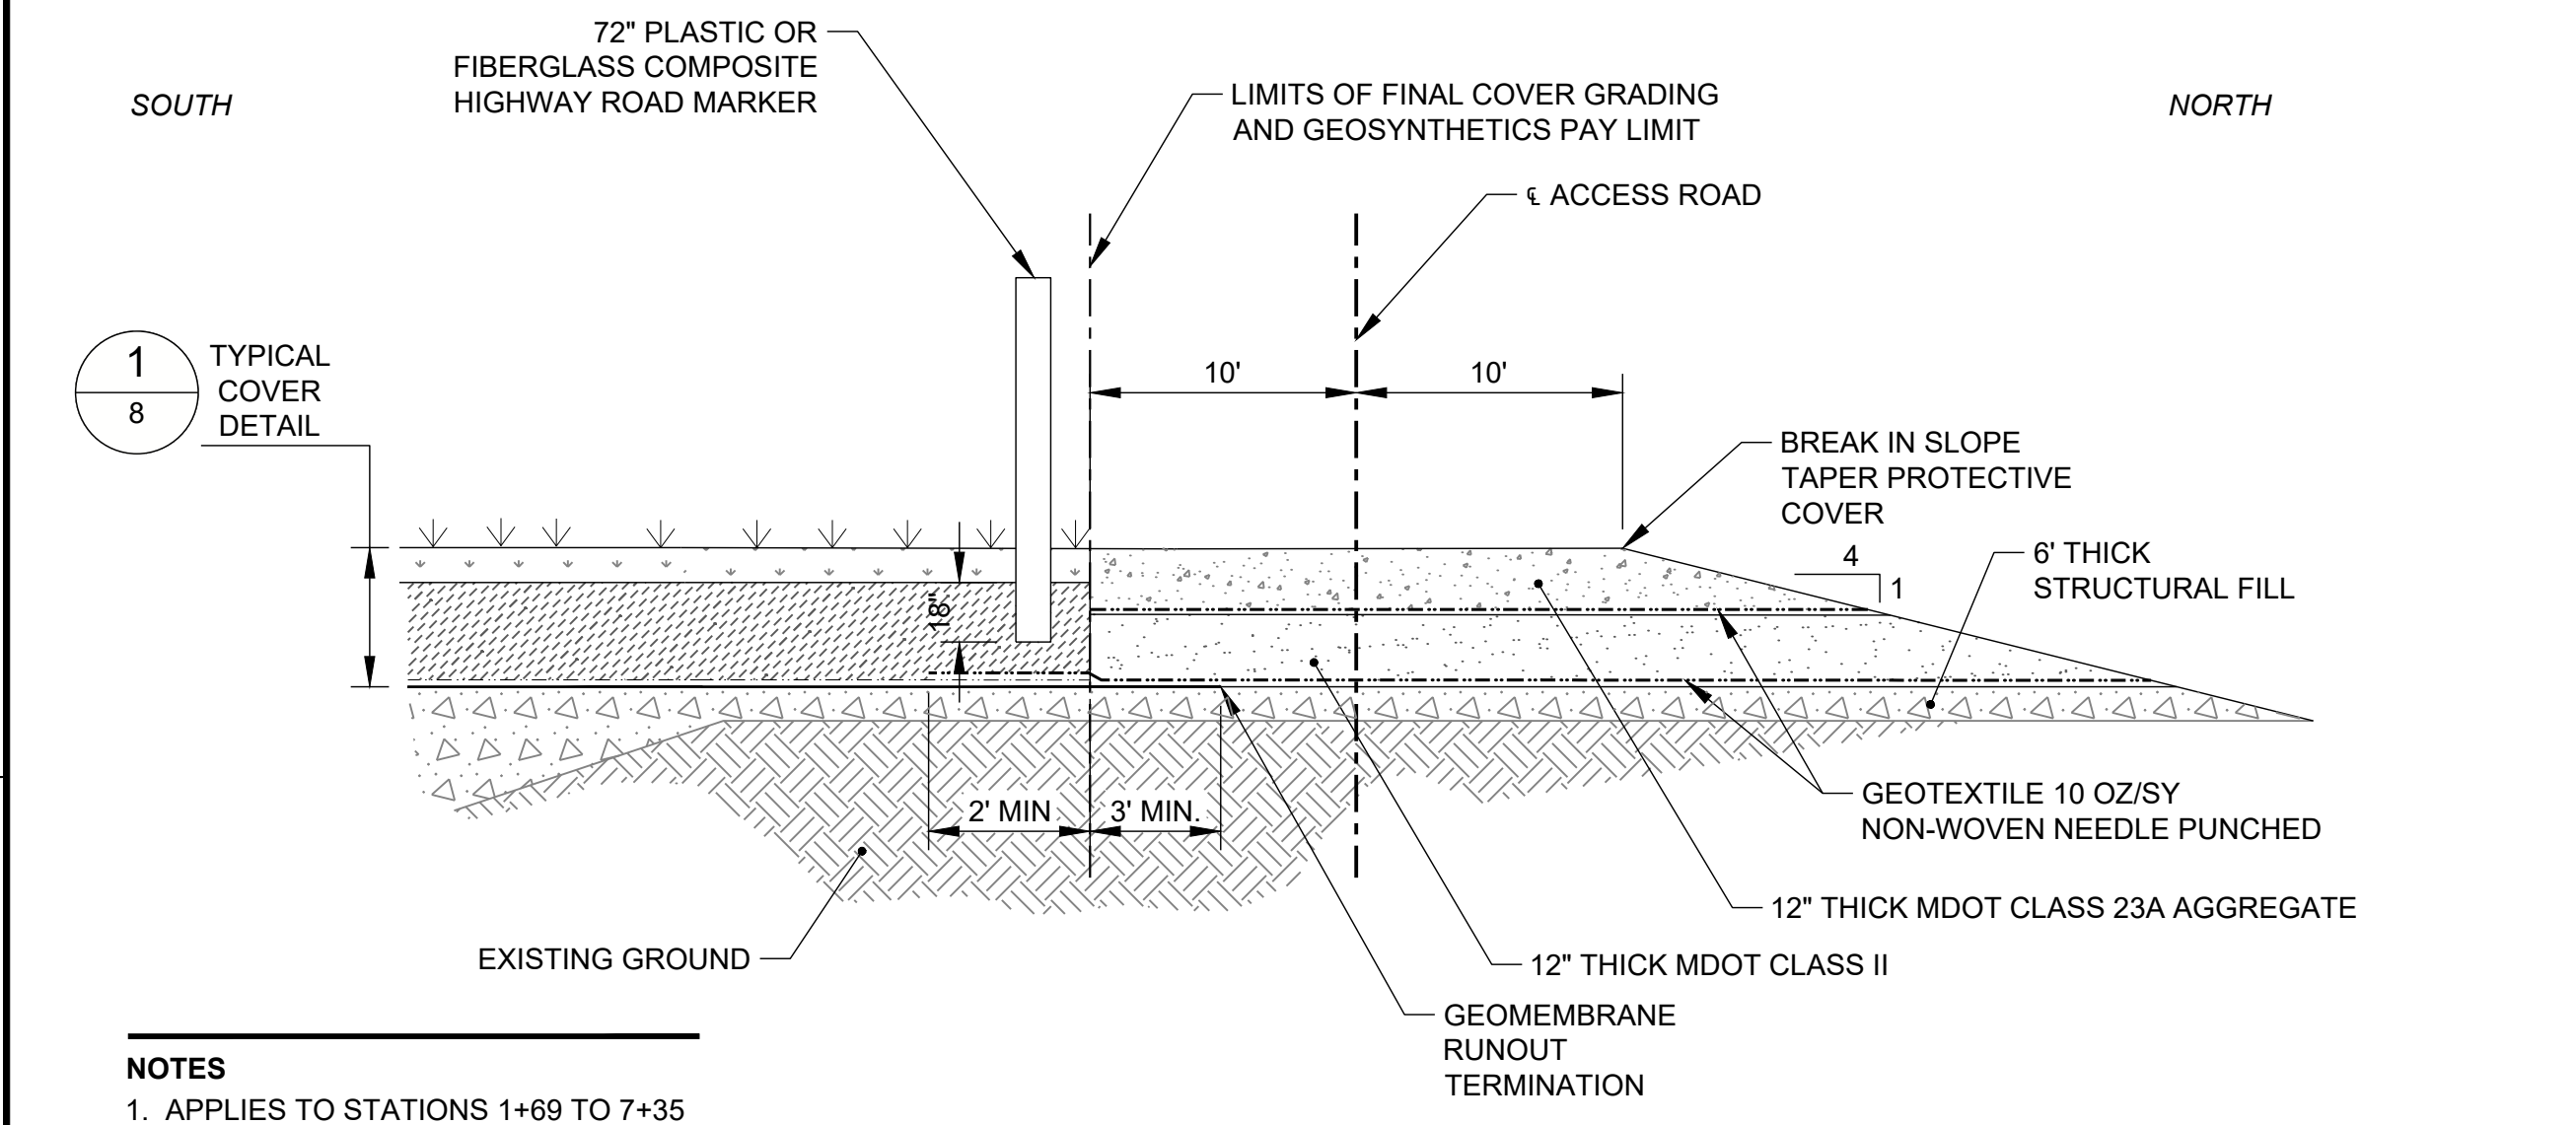 72" PLASTIC OR
FIBERGLASS COMPOSITE
HIGHWAY ROAD MARKER
SOUTH
LIMITS OF FINAL COVER GRADING
AND GEOSYNTHETICS PAY LIMIT
NORTH
℄ ACCESS ROAD
1
8
TYPICAL
COVER
DETAIL
10'
10'
BREAK IN SLOPE
TAPER PROTECTIVE
COVER
4
1
6' THICK
STRUCTURAL FILL
18"
2' MIN
3' MIN.
GEOTEXTILE 10 OZ/SY
NON-WOVEN NEEDLE PUNCHED
12" THICK MDOT CLASS 23A AGGREGATE
EXISTING GROUND
12" THICK MDOT CLASS II
GEOMEMBRANE
RUNOUT
TERMINATION
NOTES
1. APPLIES TO STATIONS 1+69 TO 7+35